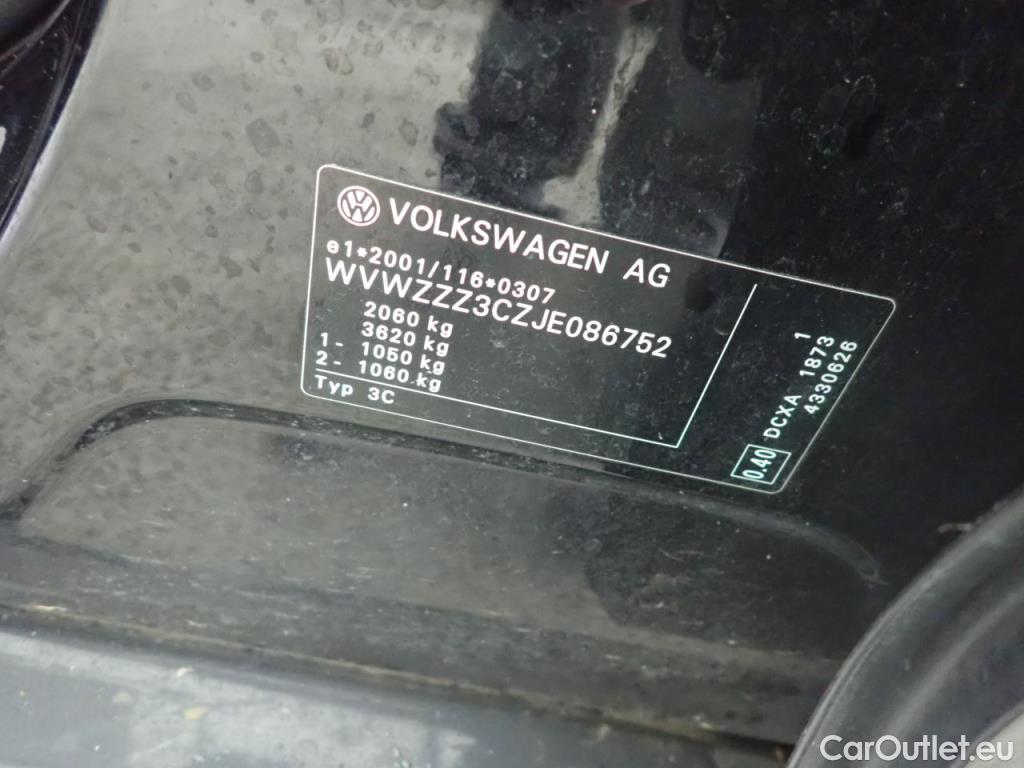 VOLKSWAGEN AG
e1*2001/116*0307
WVWZZZ3CZJE086752
2060 kg
3620 kg
1- 1050 kg
2- 1060 kg
Typ 3C
0.40 DCXA 1873 1
4330626
CarOutlet.eu